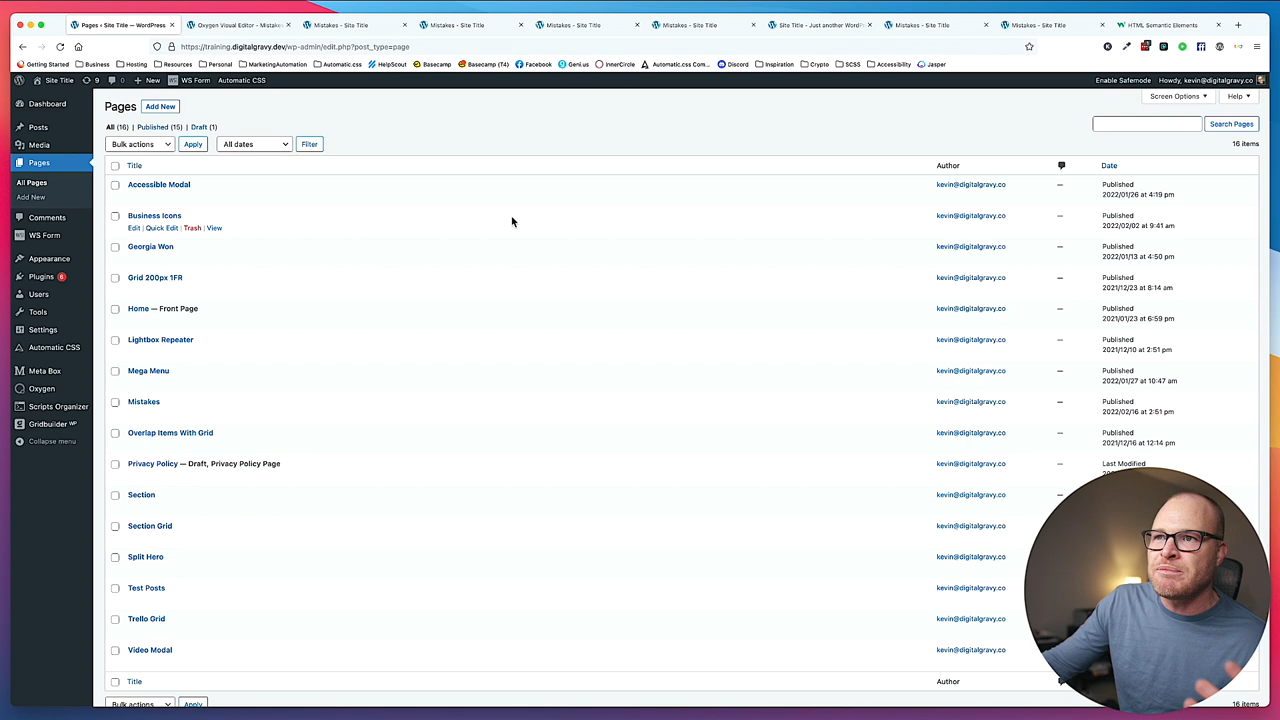 Pages < Site Title — WordPress
Oxygen Visual Editor - Mistake
Mistakes - Site Title
Mistakes - Site Title
Mistakes - Site Title
Mistakes - Site Title
Site Title - Just another WordP
Mistakes - Site Title
Mistakes - Site Title
HTML Semantic Elements
https://training.digitalgravy.dev/wp-admin/edit.php?post_type=page
Getting Started
Business
Hosting
Resources
Personal
MarketingAutomation
Automatic.css
HelpScout
Basecamp
Basecamp (T4)
Facebook
Geni.us
InnerCircle
Automatic.css Com...
Discord
Inspiration
Crypto
SCSS
Accessibility
Jasper
Site Title
9
0
+ New
WS Form
Automatic CSS
Enable Safemode
Howdy, kevin@digitalgravy.co
Dashboard
Posts
Media
Pages
All Pages
Add New
Comments
WS Form
Appearance
Plugins 6
Users
Tools
Settings
Automatic CSS
Meta Box
Oxygen
Scripts Organizer
Gridbuilder WP
Collapse menu
Pages Add New
Screen Options
Help
All (16) | Published (15) | Draft (1)
Search Pages
Bulk actions Apply All dates Filter
16 items
Title Author Date
Accessible Modal kevin@digitalgravy.co — Published
2022/01/26 at 4:19 pm
Business Icons kevin@digitalgravy.co — Published
Edit | Quick Edit | Trash | View 2022/02/02 at 9:41 am
Georgia Won kevin@digitalgravy.co — Published
2022/01/13 at 4:50 pm
Grid 200px 1FR kevin@digitalgravy.co — Published
2021/12/23 at 8:14 am
Home — Front Page kevin@digitalgravy.co — Published
2021/01/23 at 6:59 pm
Lightbox Repeater kevin@digitalgravy.co — Published
2021/12/10 at 2:51 pm
Mega Menu kevin@digitalgravy.co — Published
2022/01/27 at 10:47 am
Mistakes kevin@digitalgravy.co — Published
2022/02/16 at 2:51 pm
Overlap Items With Grid kevin@digitalgravy.co — Published
2021/12/16 at 12:14 pm
Privacy Policy — Draft, Privacy Policy Page kevin@digitalgravy.co — Last Modified
Section kevin@digitalgravy.co —
Section Grid kevin@digitalgravy.co
Split Hero kevin@digitalgravy.co
Test Posts kevin@digitalgravy.co
Trello Grid kevin@digitalgravy.co
Video Modal kevin@digitalgravy.co
Title Author
Bulk actions Apply
16 items